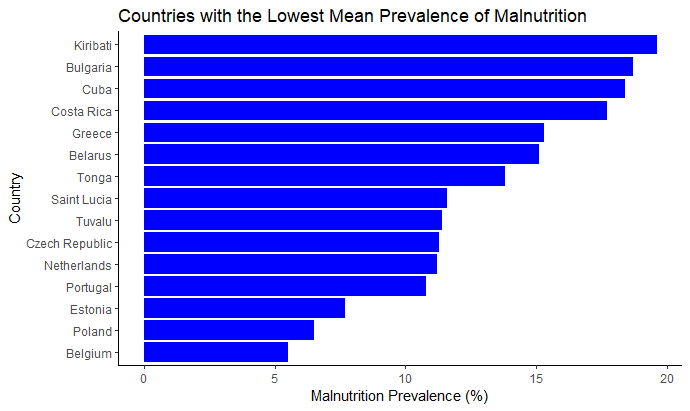 Countries with the Lowest Mean Prevalence of Malnutrition
Kiribati
Bulgaria
Cuba
Costa Rica
Greece
Belarus
Tonga
Saint Lucia
Tuvalu
Czech Republic
Netherlands
Portugal
Estonia
Poland
Belgium
Country
0 5 10 15 20
Malnutrition Prevalence (%)